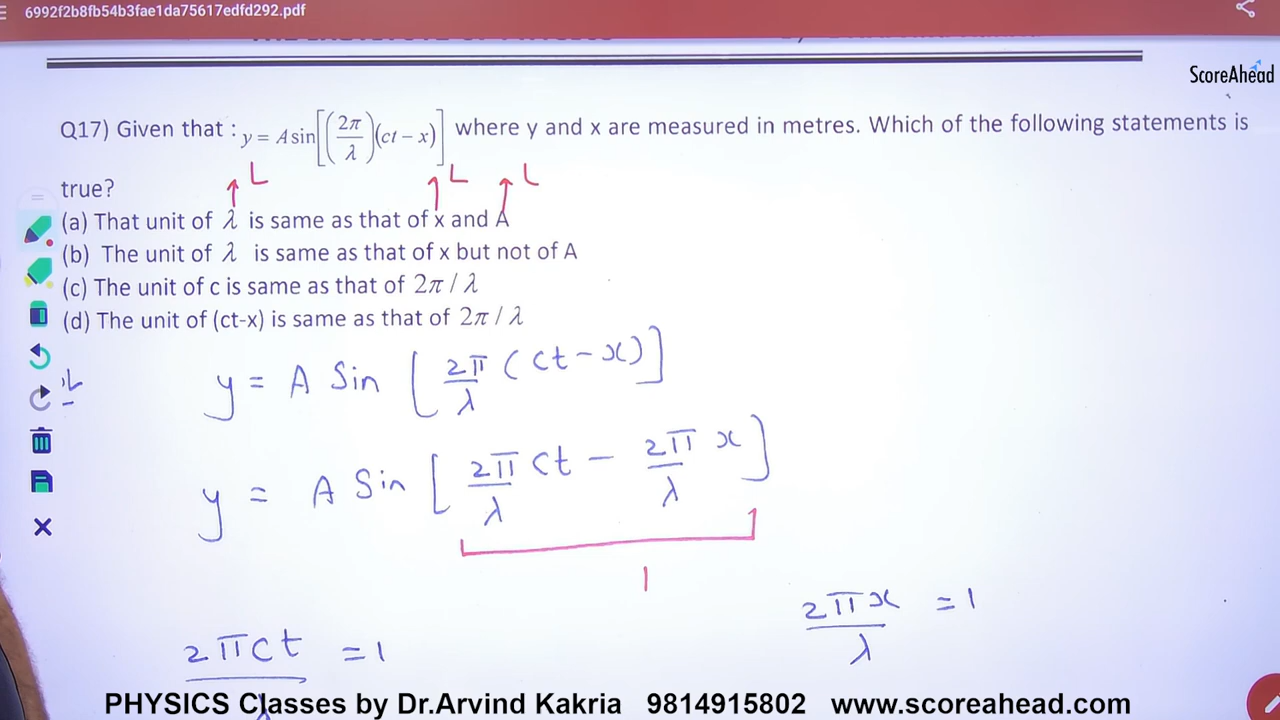 6992f2b8fb54b3fae1da75617edfd292.pdf
ScoreAhead
Q17) Given that : y = A sin[(2π/λ)(ct − x)] where y and x are measured in metres. Which of the following statements is
true?
L L L
(a) That unit of λ is same as that of x and A
(b) The unit of λ is same as that of x but not of A
(c) The unit of c is same as that of 2π / λ
(d) The unit of (ct-x) is same as that of 2π / λ
y = A Sin [2π/λ (ct − x)]
y = A Sin [2π/λ ct − 2π/λ x]
1
2πx/λ = 1
2πct = 1
PHYSICS Classes by Dr.Arvind Kakria 9814915802 www.scoreahead.com